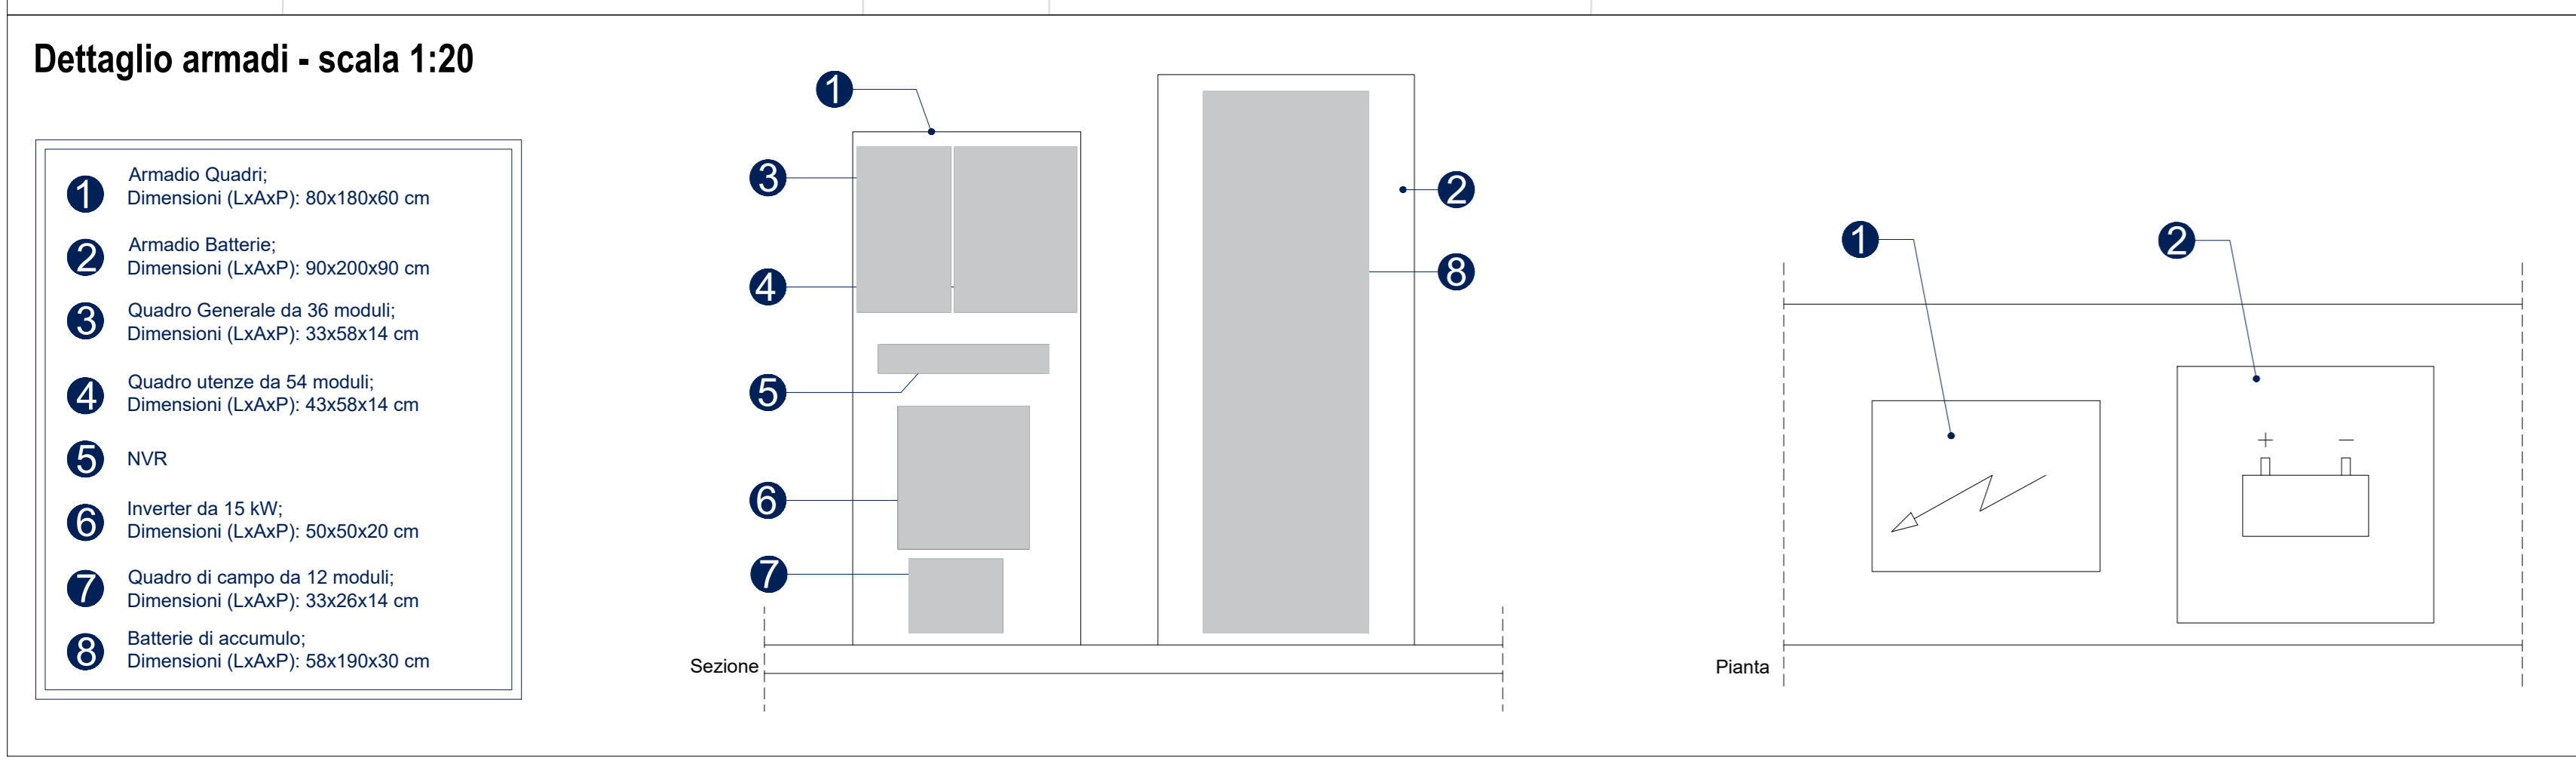 Dettaglio armadi - scala 1:20
1
Armadio Quadri;
Dimensioni (LxAxP): 80x180x60 cm
2
Armadio Batterie;
Dimensioni (LxAxP): 90x200x90 cm
3
Quadro Generale da 36 moduli;
Dimensioni (LxAxP): 33x58x14 cm
4
Quadro utenze da 54 moduli;
Dimensioni (LxAxP): 43x58x14 cm
5
NVR
6
Inverter da 15 kW;
Dimensioni (LxAxP): 50x50x20 cm
7
Quadro di campo da 12 moduli;
Dimensioni (LxAxP): 33x26x14 cm
8
Batterie di accumulo;
Dimensioni (LxAxP): 58x190x30 cm
1
3
4
5
6
7
2
8
Sezione
1
2
+ −
Pianta